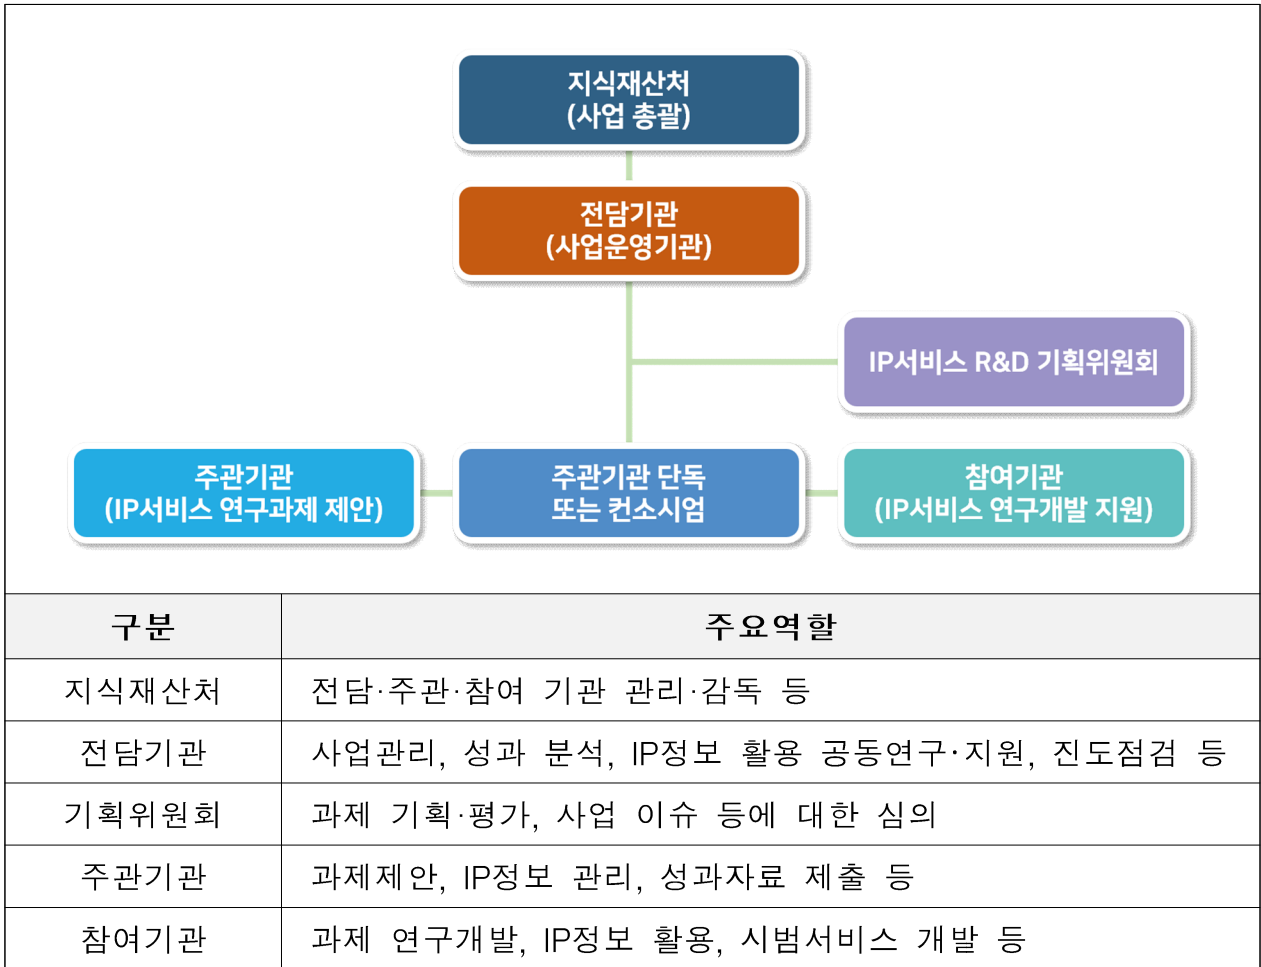 지식재산처
(사업 총괄)
전담기관
(사업운영기관)
IP서비스 R&D 기획위원회
주관기관
(IP서비스 연구과제 제안)
주관기관 단독
또는 컨소시엄
참여기관
(IP서비스 연구개발 지원)
구분 주요역할
지식재산처 전담·주관·참여 기관 관리·감독 등
전담기관 사업관리, 성과 분석, IP정보 활용 공동연구·지원, 진도점검 등
기획위원회 과제 기획·평가, 사업 이슈 등에 대한 심의
주관기관 과제제안, IP정보 관리, 성과자료 제출 등
참여기관 과제 연구개발, IP정보 활용, 시범서비스 개발 등